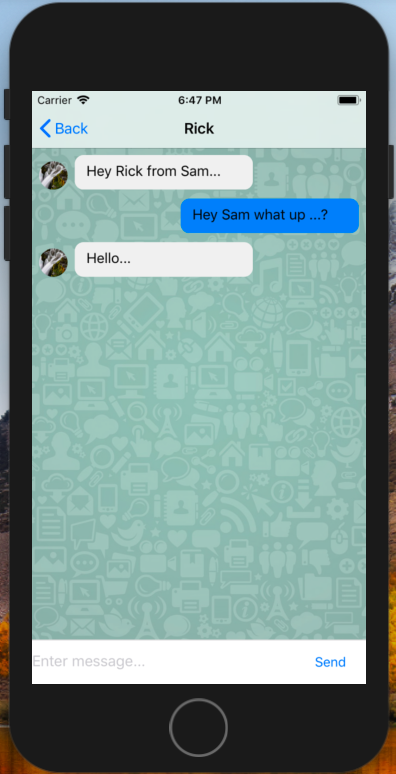 Carrier 6:47 PM
Back Rick
Hey Rick from Sam...
Hey Sam what up ...?
Hello...
Enter message... Send